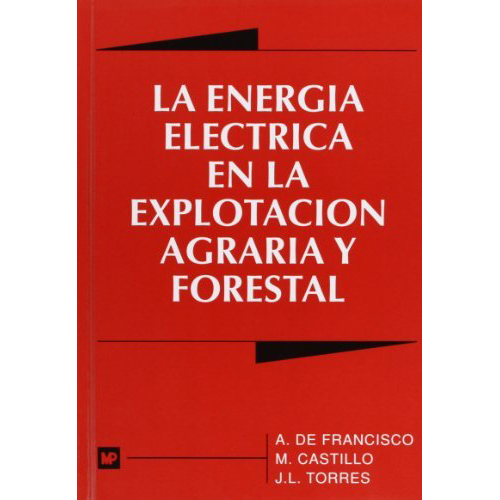 LA ENERGIA
ELECTRICA
EN LA
EXPLOTACION
AGRARIA Y
FORESTAL
A. DE FRANCISCO
M. CASTILLO
J.L. TORRES
MP